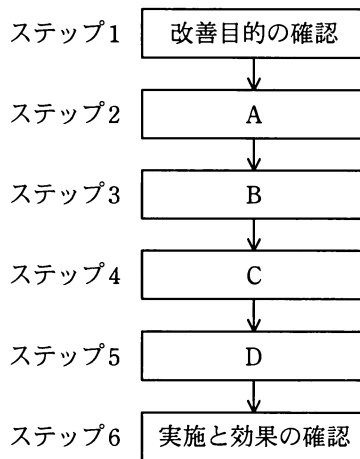 ステップ1 改善目的の確認
ステップ2 A
ステップ3 B
ステップ4 C
ステップ5 D
ステップ6 実施と効果の確認